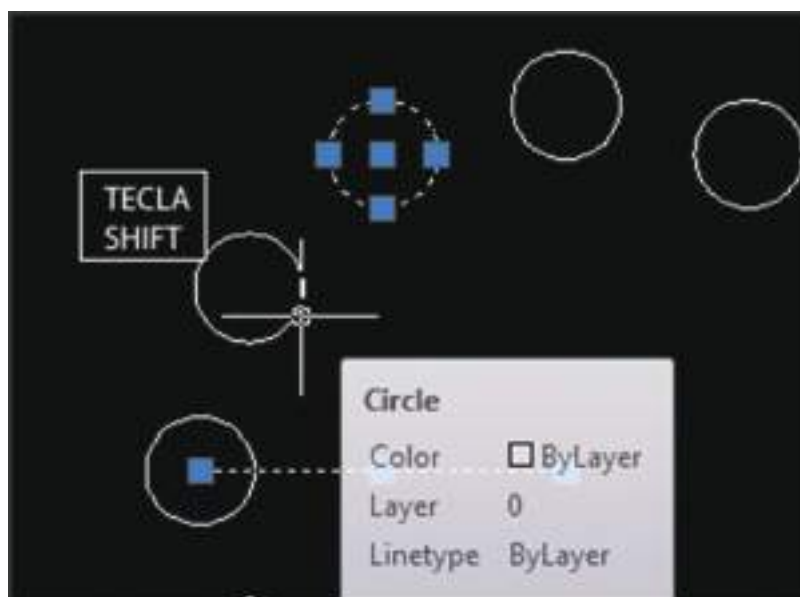 TECLA
SHIFT
Circle
Color ByLayer
Layer 0
Linetype ByLayer